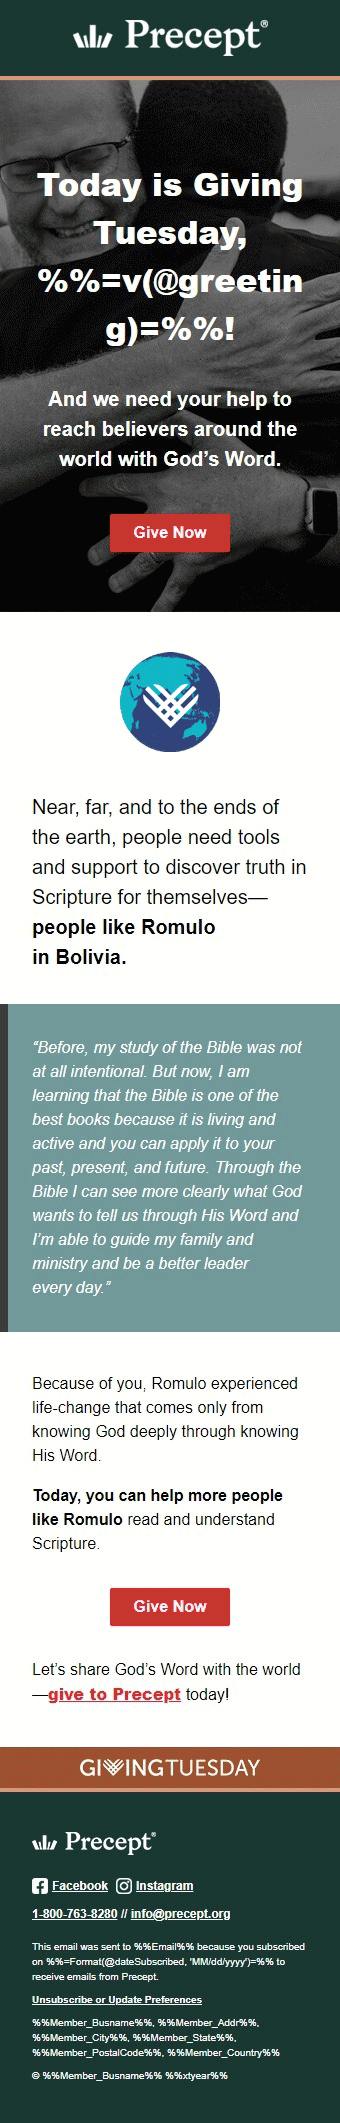 Precept®
Today is Giving
Tuesday,
%%=v(@greetin
g)=%%!
And we need your help to
reach believers around the
world with God’s Word.
Give Now
Near, far, and to the ends of
the earth, people need tools
and support to discover truth in
Scripture for themselves—
people like Romulo
in Bolivia.
“Before, my study of the Bible was not
at all intentional. But now, I am
learning that the Bible is one of the
best books because it is living and
active and you can apply it to your
past, present, and future. Through the
Bible I can see more clearly what God
wants to tell us through His Word and
I’m able to guide my family and
ministry and be a better leader
every day.”
Because of you, Romulo experienced
life-change that comes only from
knowing God deeply through knowing
His Word.
Today, you can help more people
like Romulo read and understand
Scripture.
Give Now
Let’s share God’s Word with the world
—give to Precept today!
GIVINGTUESDAY
Precept®
Facebook Instagram
1-800-763-8280 // info@precept.org
This email was sent to %%Email%% because you subscribed
on %%=Format(@dateSubscribed, 'MM/dd/yyyy')=%% to
receive emails from Precept.
Unsubscribe or Update Preferences
%%Member_Busname%%, %%Member_Addr%%,
%%Member_City%%, %%Member_State%%,
%%Member_PostalCode%%, %%Member_Country%%
© %%Member_Busname%% %%xtyear%%